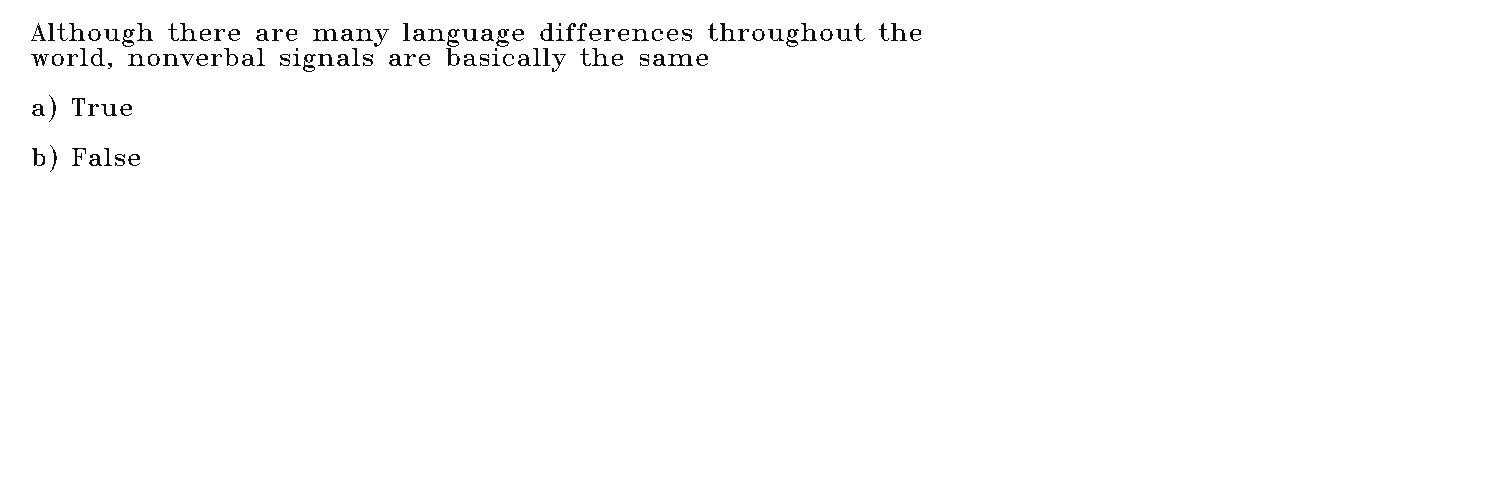 Although there are many language differences throughout the
world, nonverbal signals are basically the same
a) True
b) False